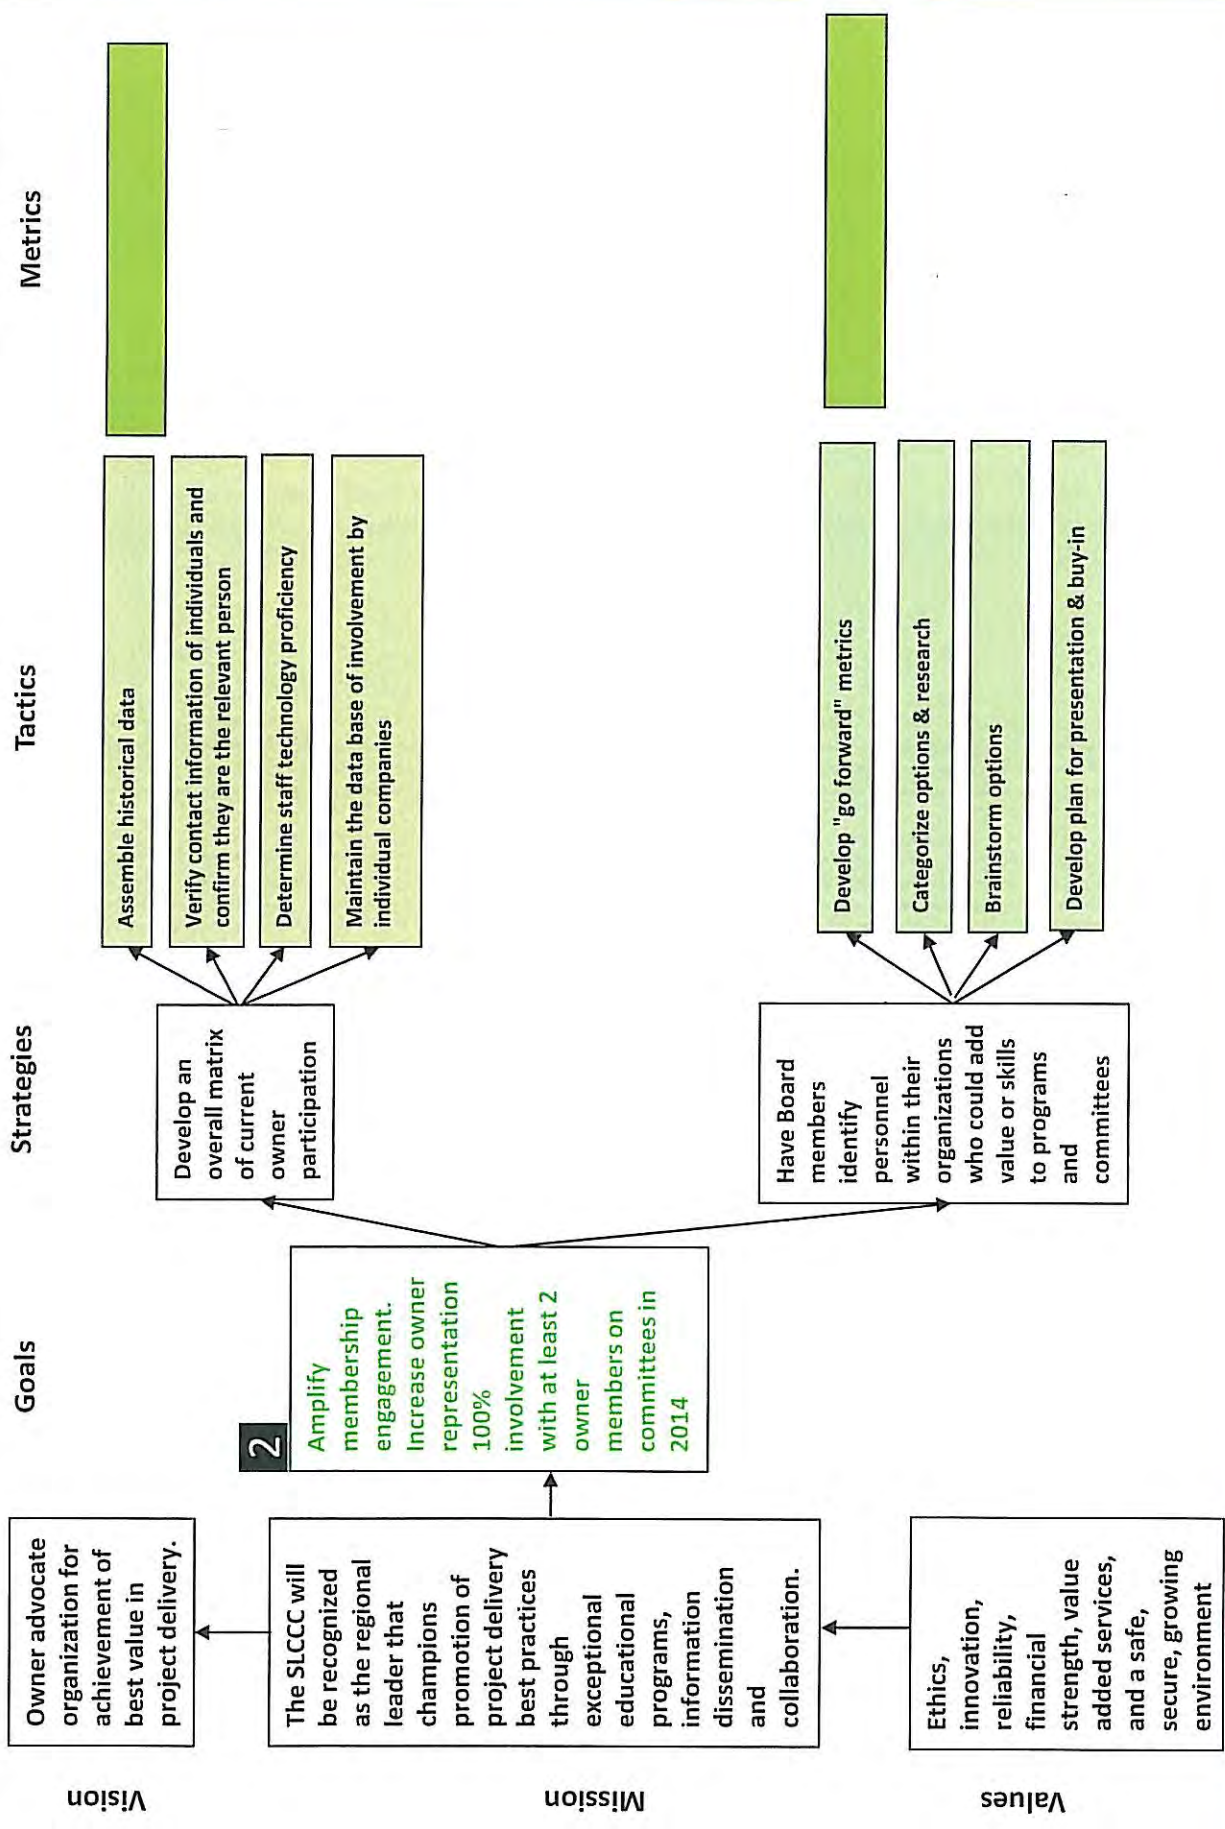 Goals
Strategies
Tactics
Metrics
Vision
Owner advocate
organization for
achievement of
best value in
project delivery.
Mission
The SLCCC will
be recognized
as the regional
leader that
champions
promotion of
project delivery
best practices
through
exceptional
educational
programs,
information
dissemination
and
collaboration.
Values
Ethics,
innovation,
reliability,
financial
strength, value
added services,
and a safe,
secure, growing
environment
2
Amplify
membership
engagement.
Increase owner
representation
100%
involvement
with at least 2
owner
members on
committees in
2014
Develop an
overall matrix
of current
owner
participation
Assemble historical data
Verify contact information of individuals and
confirm they are the relevant person
Determine staff technology proficiency
Maintain the data base of involvement by
individual companies
Have Board
members
identify
personnel
within their
organizations
who could add
value or skills
to programs
and
committees
Develop "go forward" metrics
Categorize options & research
Brainstorm options
Develop plan for presentation & buy-in